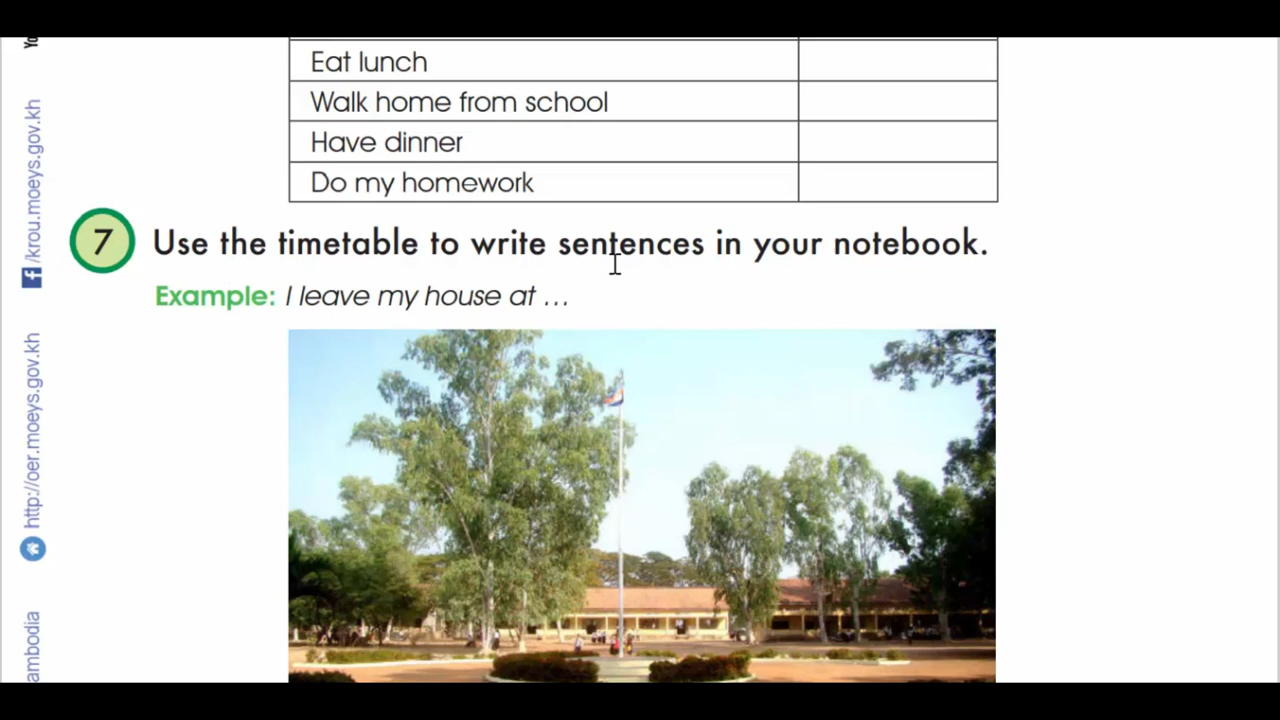 Eat lunch
Walk home from school
Have dinner
Do my homework
7 Use the timetable to write sentences in your notebook.
Example: I leave my house at ...
/krou.moeys.gov.kh
http://oer.moeys.gov.kh